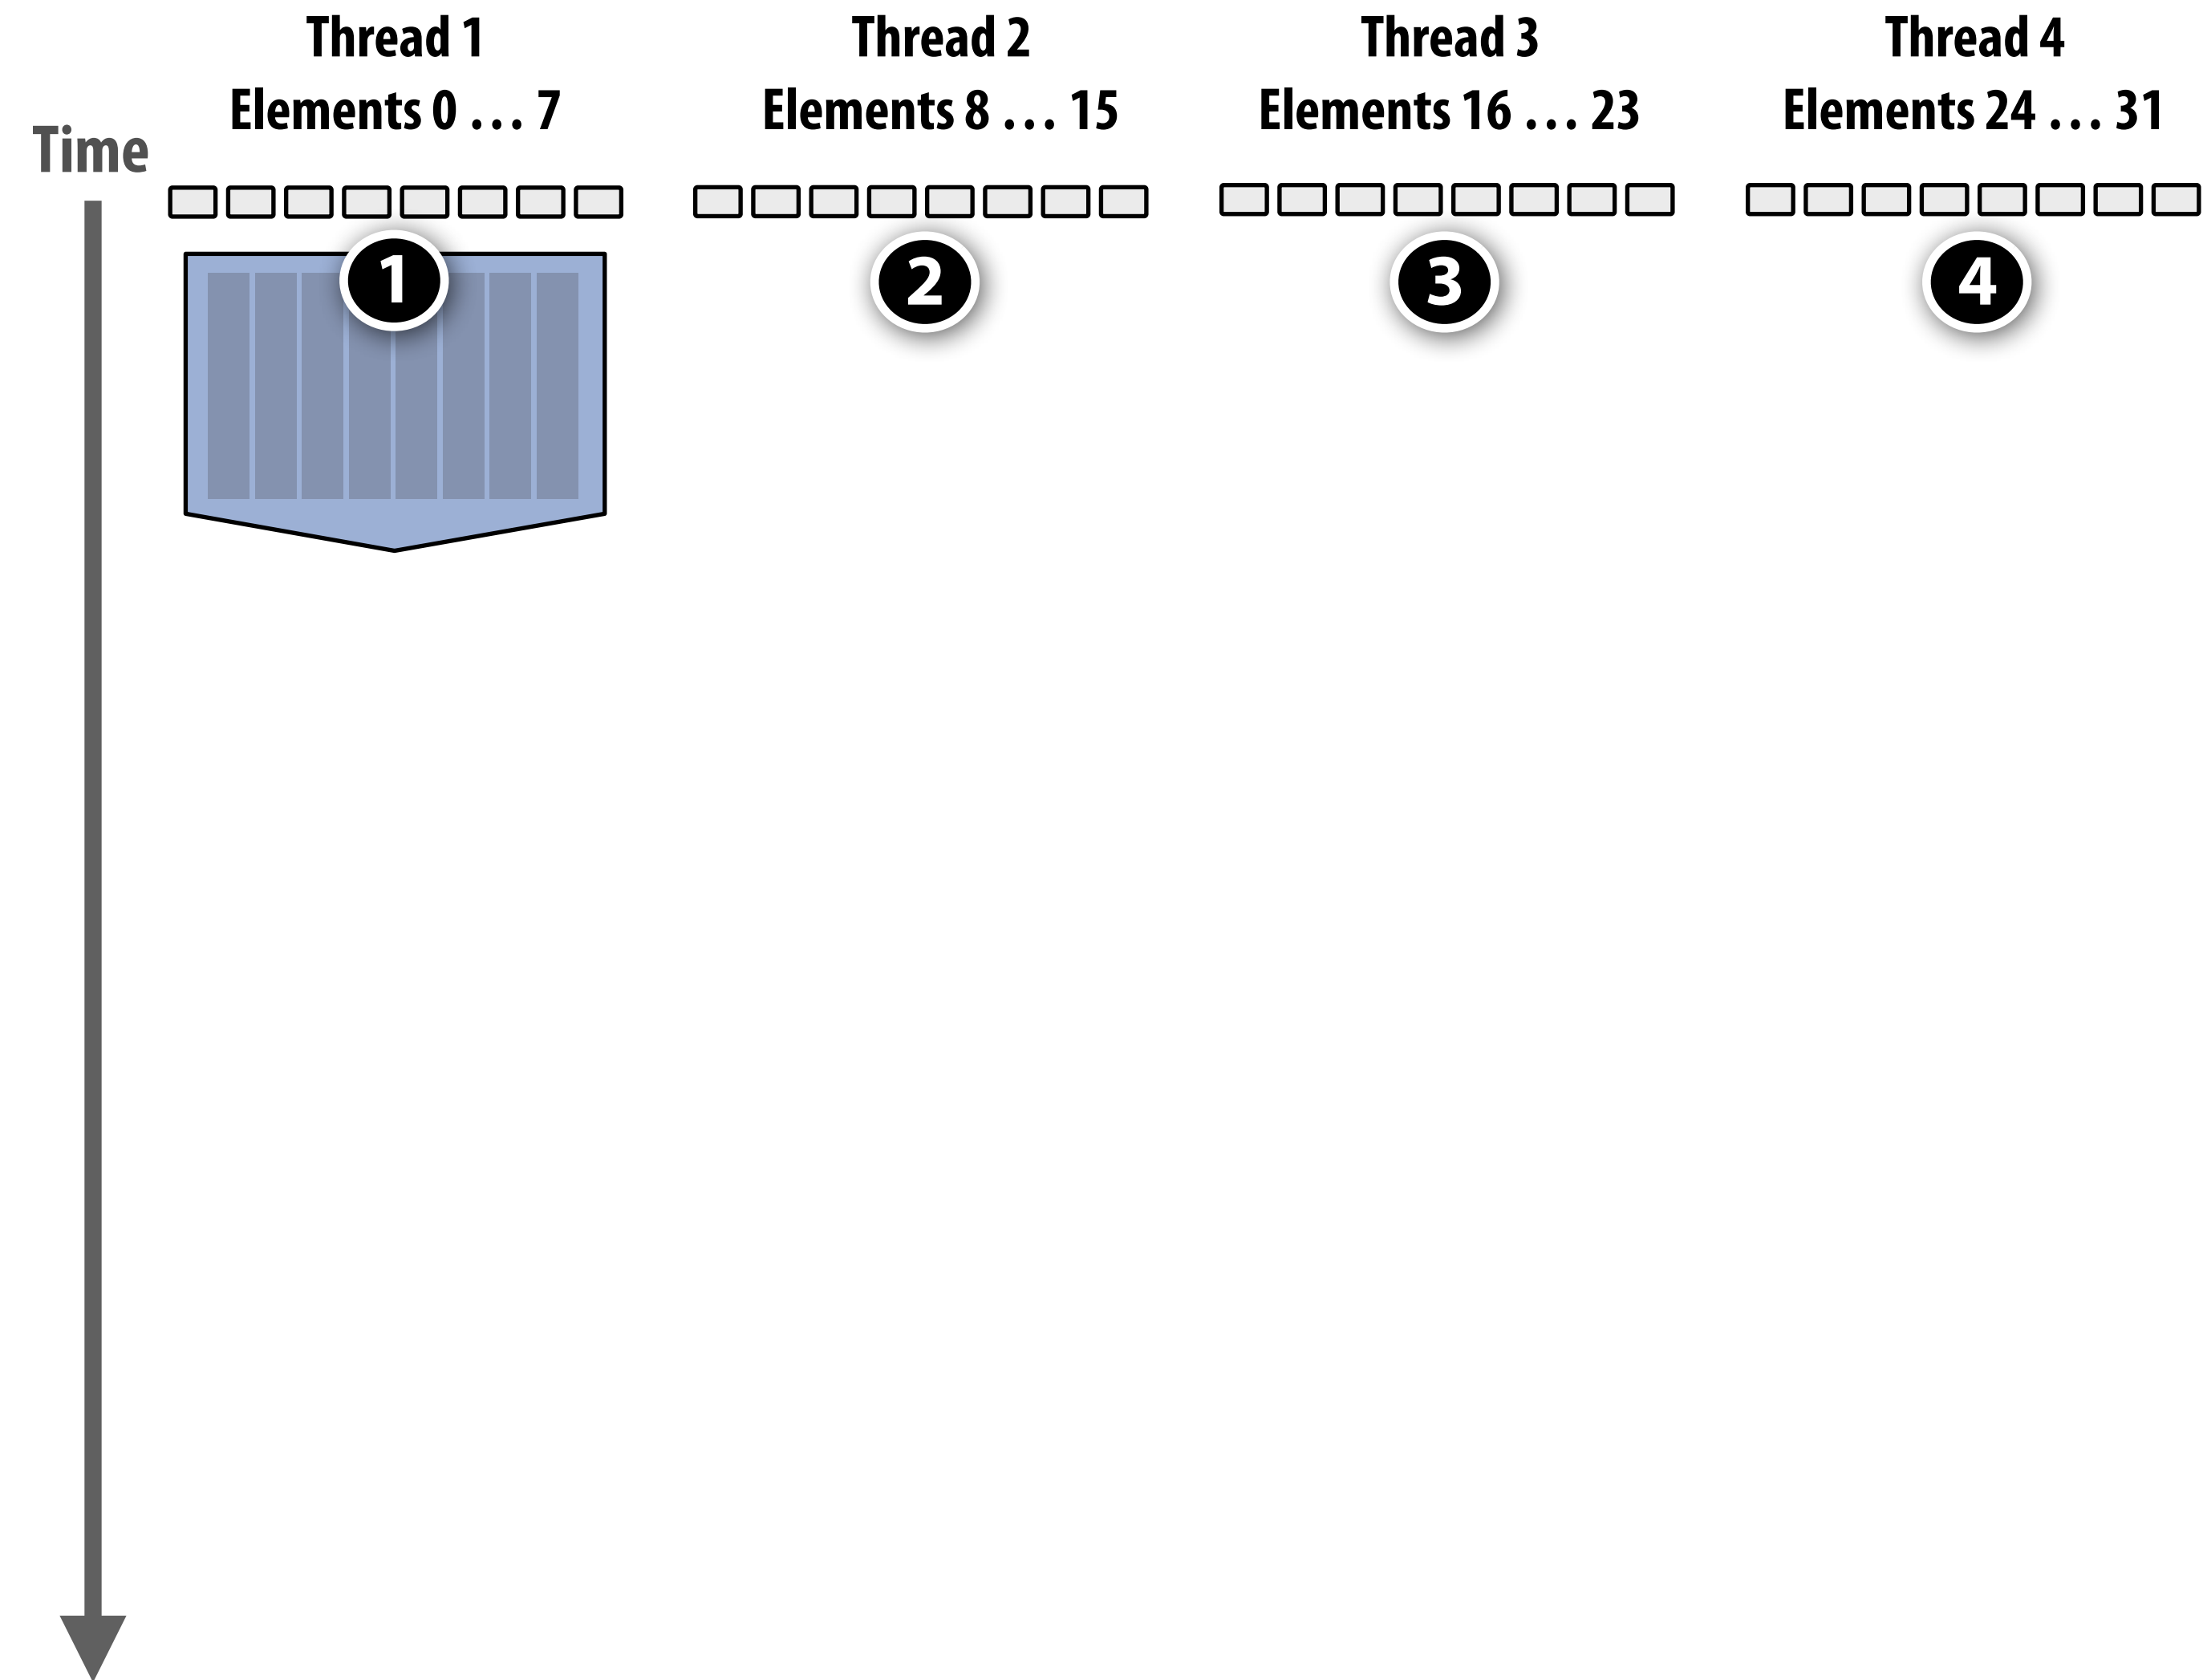 Thread 1
Elements 0 . . . 7
Thread 2
Elements 8 . . . 15
Thread 3
Elements 16 . . . 23
Thread 4
Elements 24 . . . 31
Time
1
2
3
4